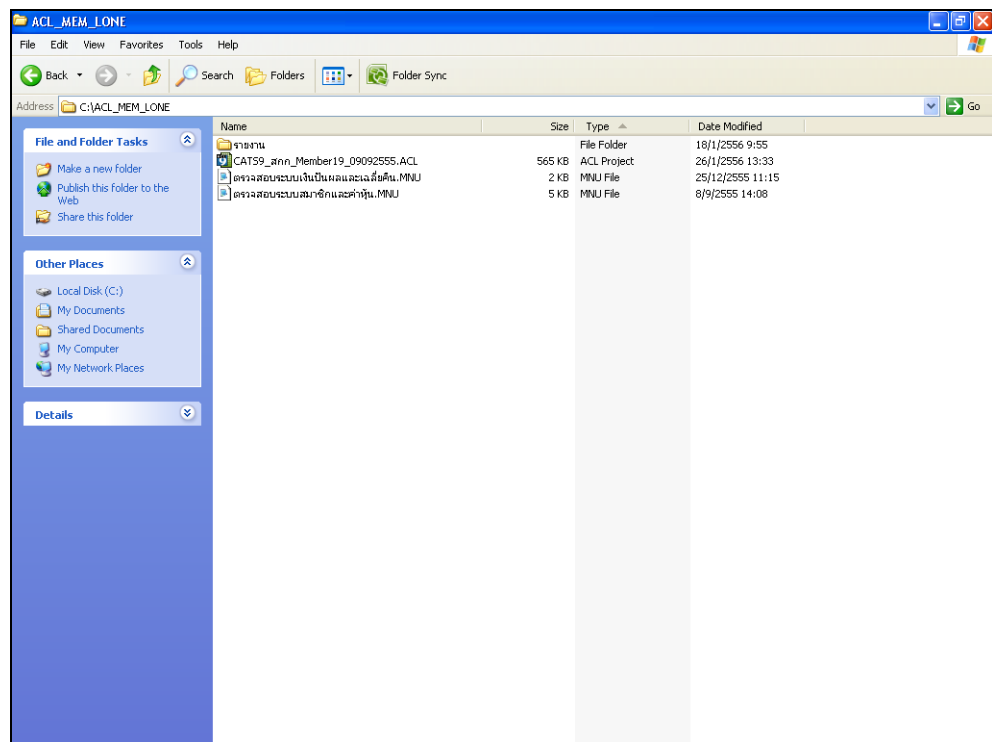 ACL_MEM_LONE
File Edit View Favorites Tools Help
Back Search Folders Folder Sync
Address C:\ACL_MEM_LONE Go
File and Folder Tasks
Make a new folder
Publish this folder to the
Web
Share this folder
Other Places
Local Disk (C:)
My Documents
Shared Documents
My Computer
My Network Places
Details
Name Size Type Date Modified
รายงาน File Folder 18/1/2556 9:55
CATS9_สกก_Member19_09092555.ACL 565 KB ACL Project 26/1/2556 13:33
ตรวจสอบระบบเงินปันผลและเฉลี่ยคืน.MNU 2 KB MNU File 25/12/2555 11:15
ตรวจสอบระบบสมาชิกและค่าหุ้น.MNU 5 KB MNU File 8/9/2555 14:08